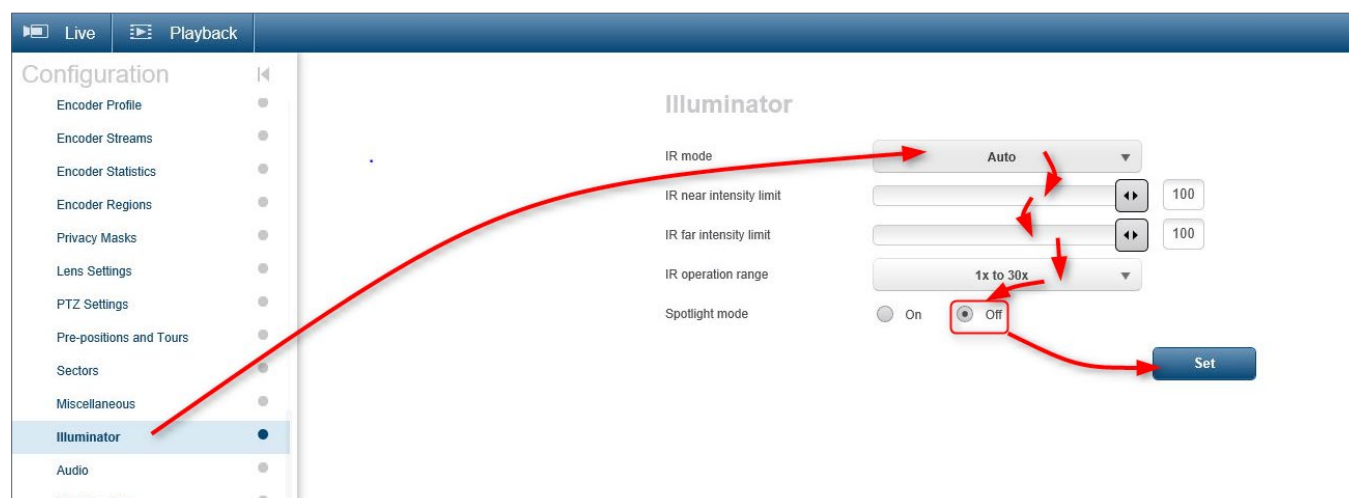 Live Playback
Configuration
Encoder Profile
Encoder Streams
Encoder Statistics
Encoder Regions
Privacy Masks
Lens Settings
PTZ Settings
Pre-positions and Tours
Sectors
Miscellaneous
Illuminator
Audio
Illuminator
IR mode Auto
IR near intensity limit 100
IR far intensity limit 100
IR operation range 1x to 30x
Spotlight mode On Off
Set